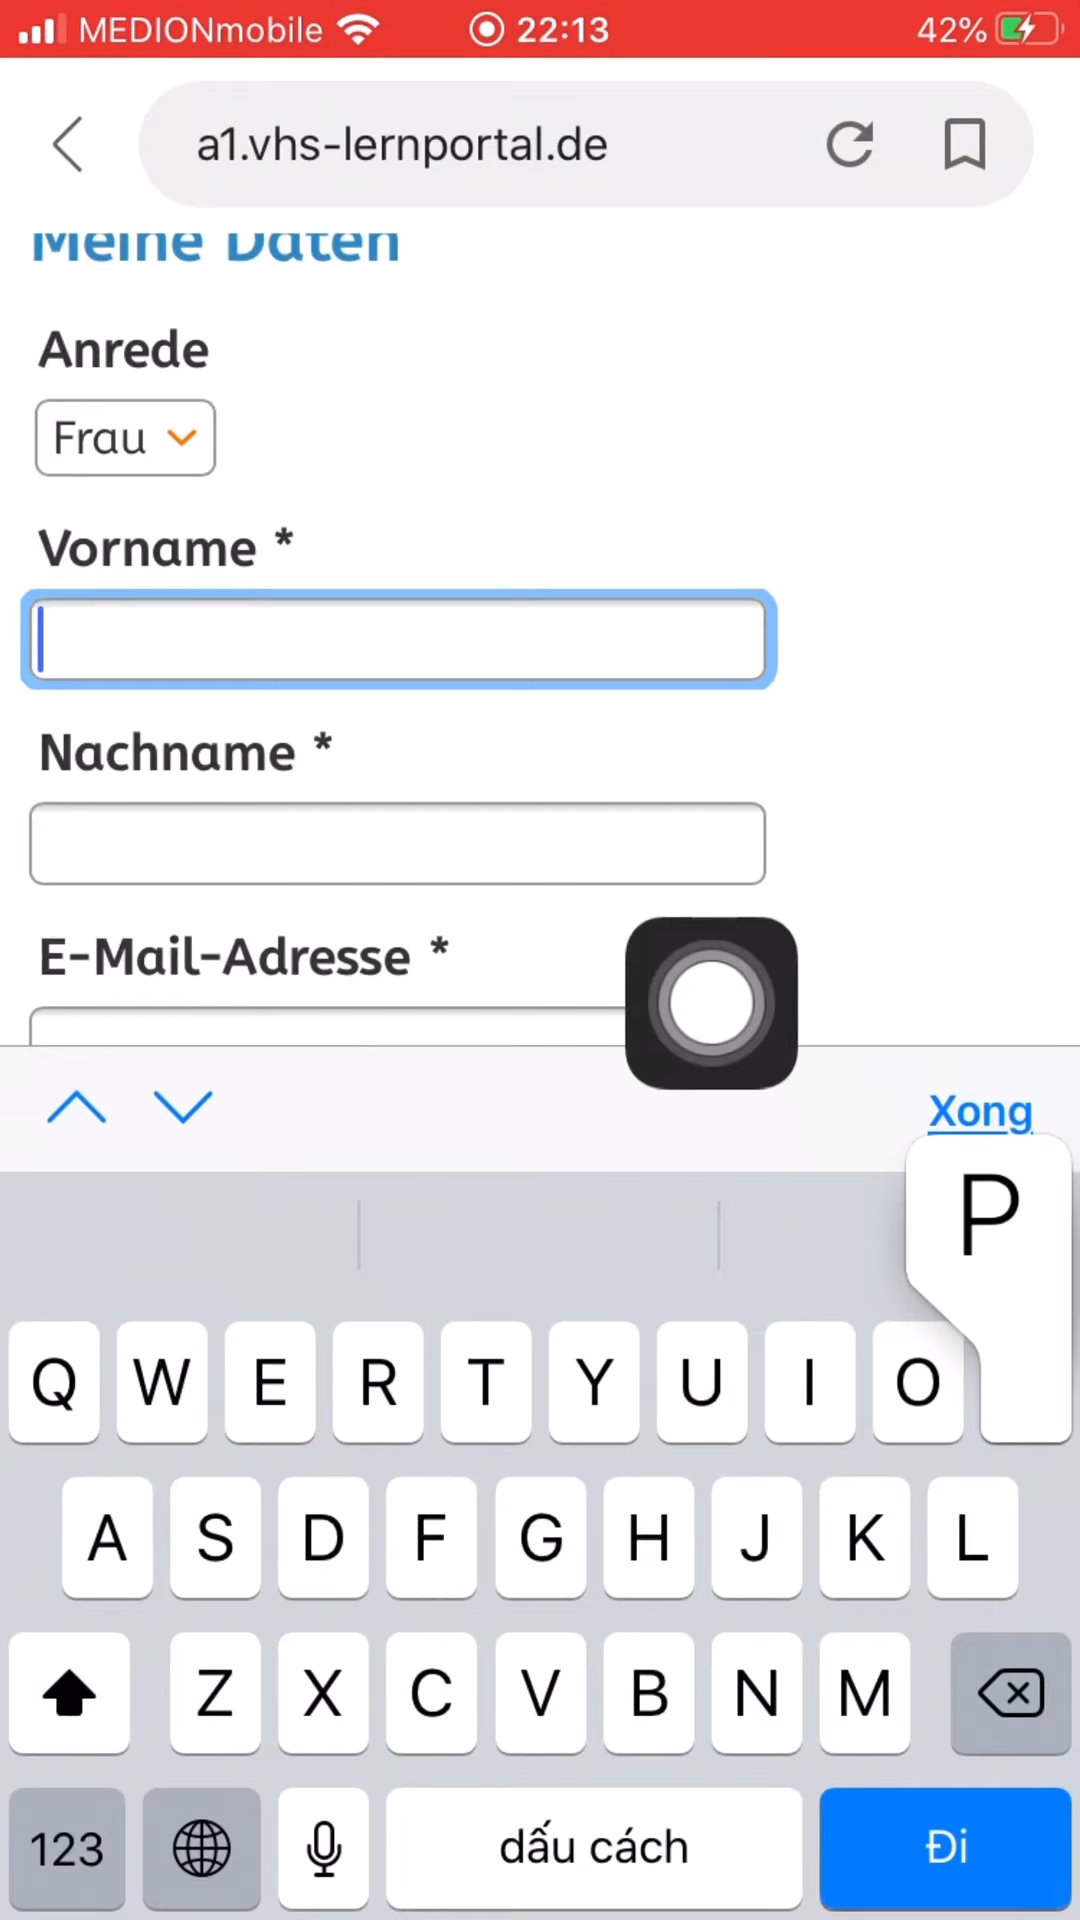 MEDIONmobile 22:13 42%
a1.vhs-lernportal.de
Meine Daten
Anrede
Frau
Vorname *
Nachname *
E-Mail-Adresse *
Xong
P
Q W E R T Y U I O
A S D F G H J K L
Z X C V B N M
123 dấu cách Đi